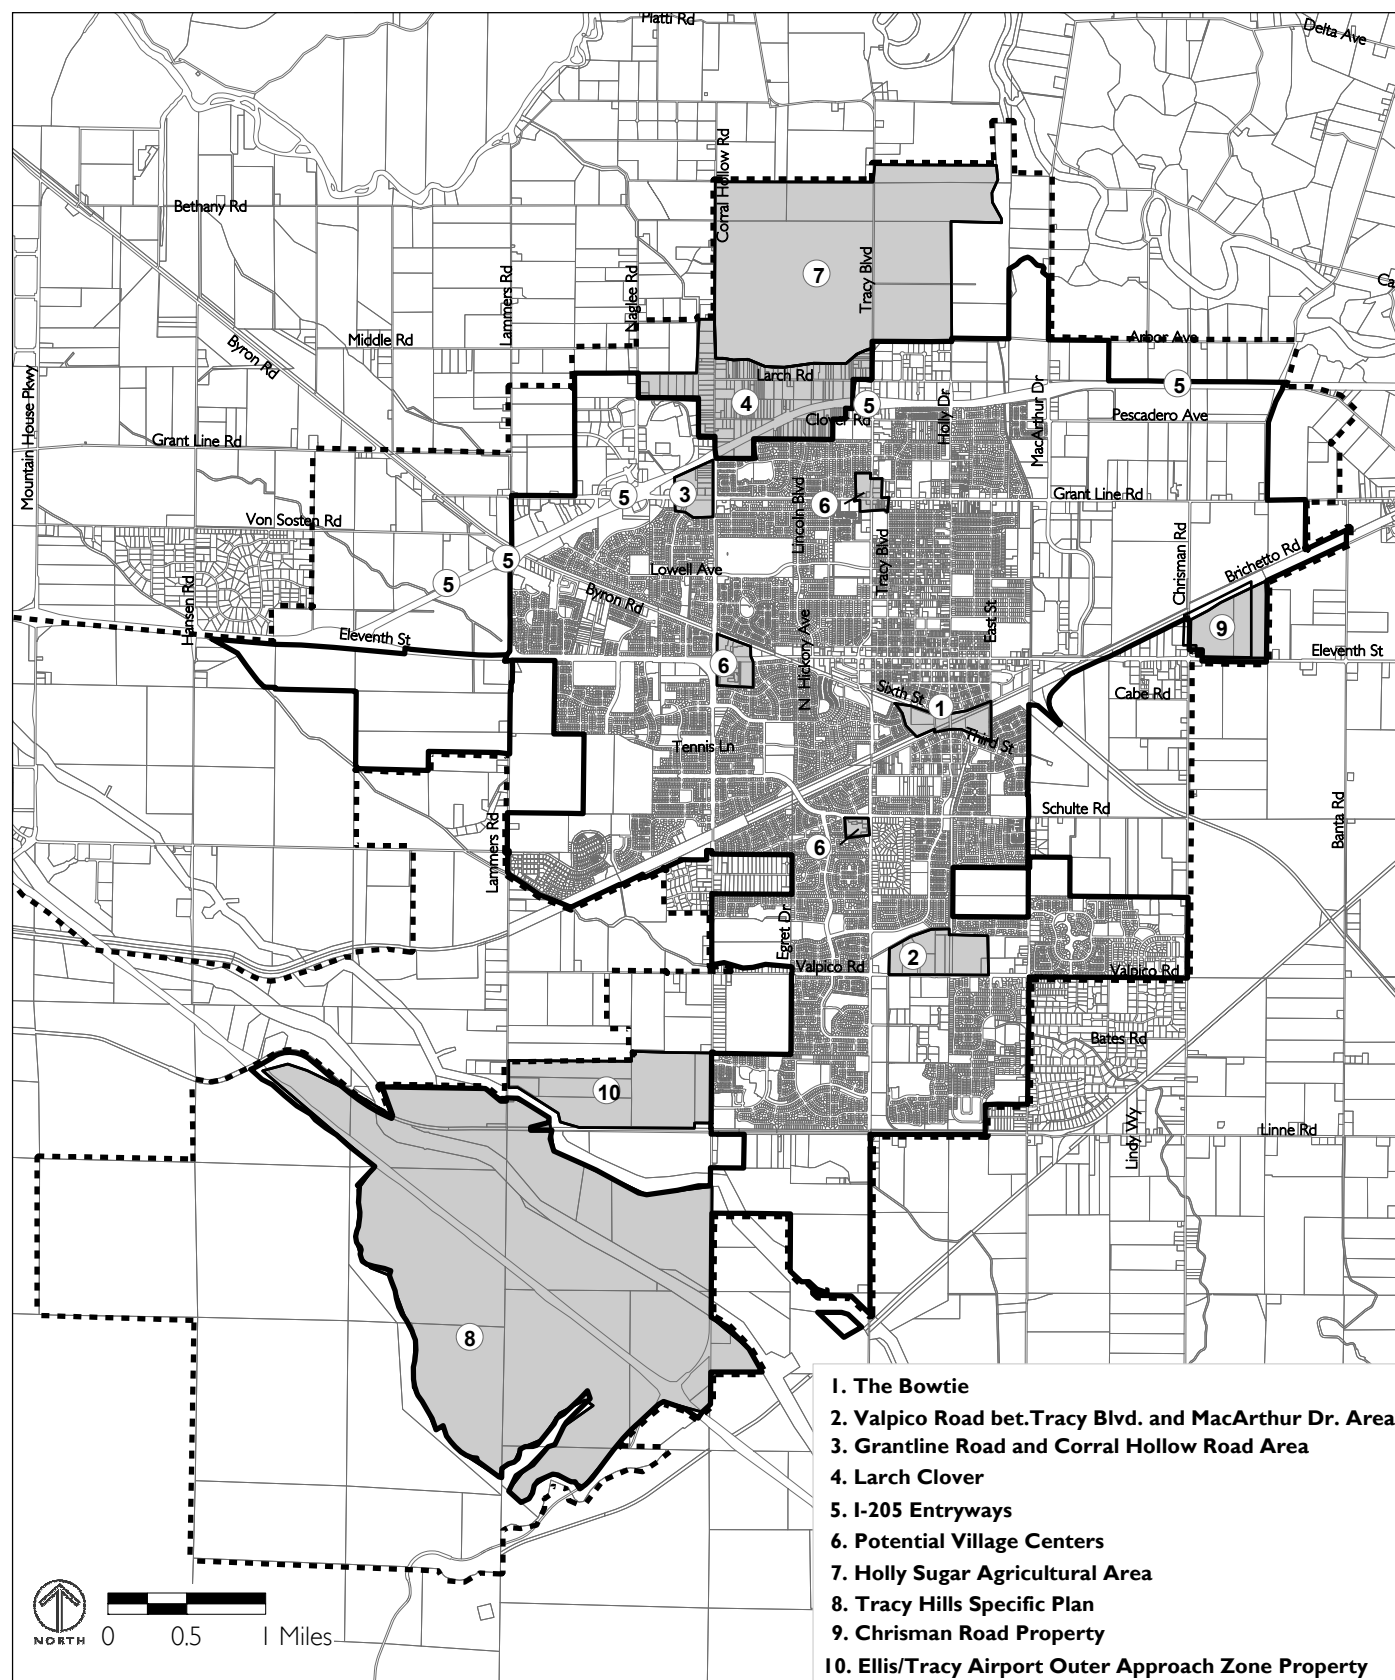 Platti Rd
Delta Ave
Corral Hollow Rd
Bethany Rd
Tracy Blvd
7
Lammers Rd
Naglee Rd
Middle Rd
Byron Rd
Arbor Ave
Larch Rd
5
4
5
Clover Rd
Holly Dr
MacArthur Dr
Pescadero Ave
Mountain House Pkwy
Grant Line Rd
5
3
6
Lincoln Blvd
Grant Line Rd
Von Sosten Rd
Chrisman Rd
5
5
Lowell Ave
Tracy Blvd
Brichetto Rd
Hansen Rd
Byron Rd
East St
9
Eleventh St
Eleventh St
6
N Hickory Ave
Sixth St
1
Cabe Rd
Third St
Tennis Ln
Schulte Rd
Banta Rd
Lammers Rd
6
Egret Dr
2
Valpico Rd
Valpico Rd
Bates Rd
10
Lindy Wy
Linne Rd
8
1. The Bowtie
2. Valpico Road bet.Tracy Blvd. and MacArthur Dr. Area
3. Grantline Road and Corral Hollow Road Area
4. Larch Clover
5. I-205 Entryways
6. Potential Village Centers
7. Holly Sugar Agricultural Area
8. Tracy Hills Specific Plan
9. Chrisman Road Property
10. Ellis/Tracy Airport Outer Approach Zone Property
NORTH
0 0.5 1 Miles